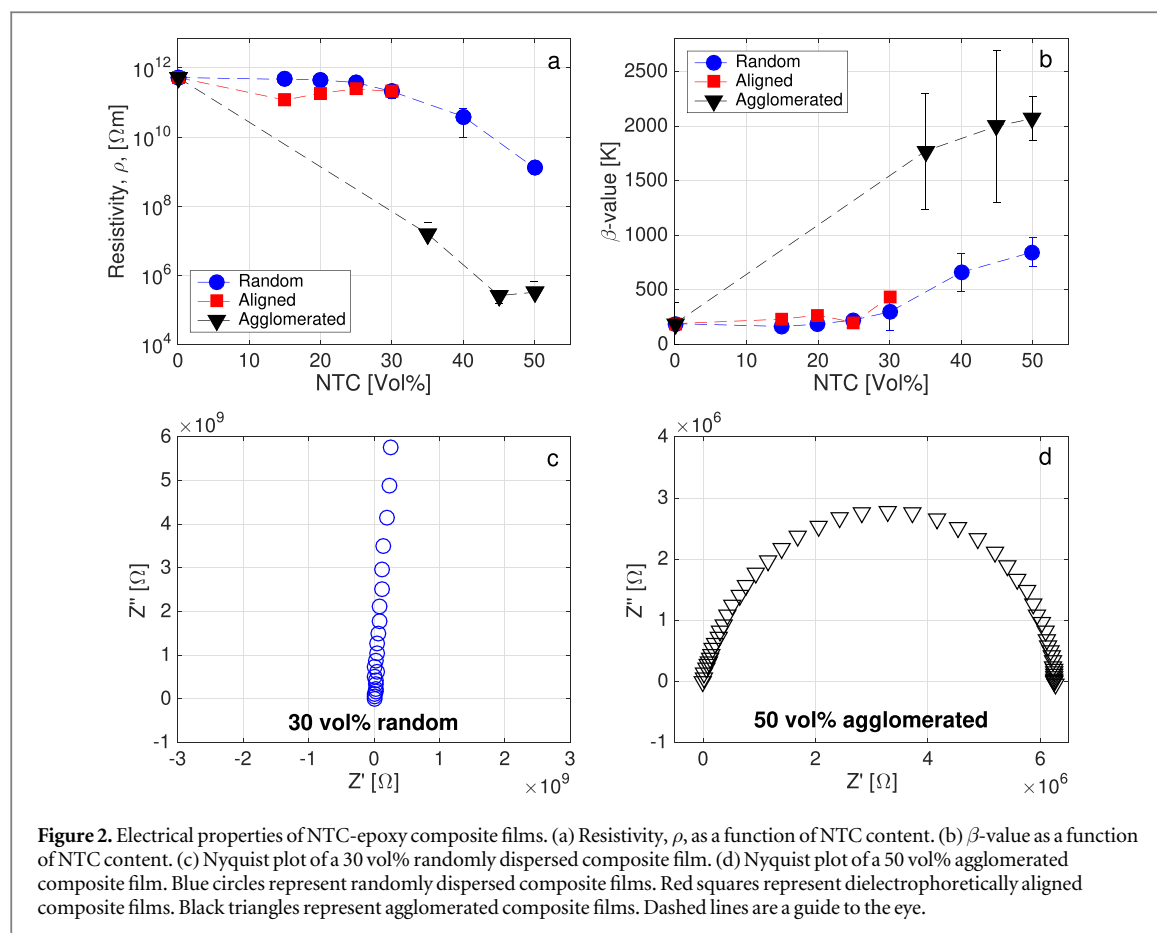 a
10^12
10^10
10^8
10^6
10^4
Resistivity, ρ, [Ωm]
Random
Aligned
Agglomerated
0 10 20 30 40 50
NTC [Vol%]
b
2500
2000
1500
1000
500
0
β-value [K]
Random
Aligned
Agglomerated
0 10 20 30 40 50
NTC [Vol%]
×10^9
c
6
5
4
3
2
1
0
-1
Z'' [Ω]
30 vol% random
-3 -2 -1 0 1 2 3
Z' [Ω]
×10^9
×10^6
d
4
3
2
1
0
-1
Z'' [Ω]
50 vol% agglomerated
0 2 4 6
Z' [Ω]
×10^6
Figure 2. Electrical properties of NTC-epoxy composite films. (a) Resistivity, ρ, as a function of NTC content. (b) β-value as a function
of NTC content. (c) Nyquist plot of a 30 vol% randomly dispersed composite film. (d) Nyquist plot of a 50 vol% agglomerated
composite film. Blue circles represent randomly dispersed composite films. Red squares represent dielectrophoretically aligned
composite films. Black triangles represent agglomerated composite films. Dashed lines are a guide to the eye.